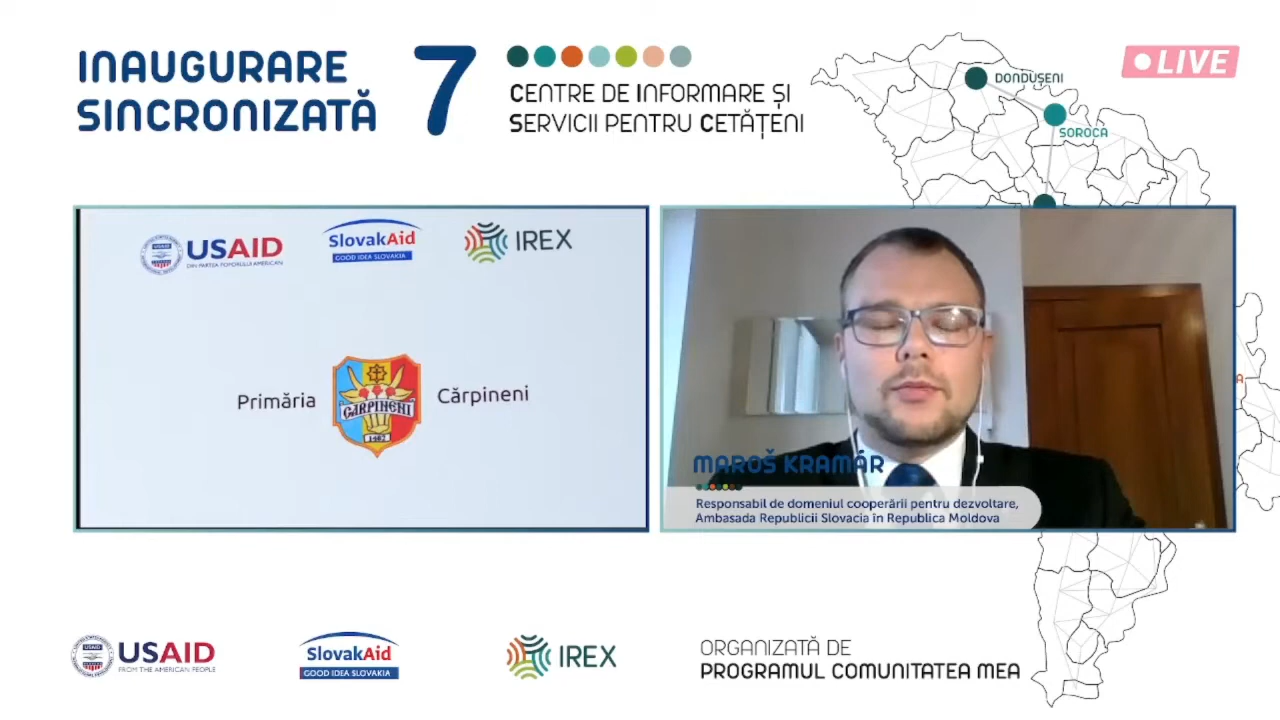 INAUGURARE
SINCRONIZATĂ
7
CENTRE DE INFORMARE ȘI
SERVICII PENTRU CETĂȚENI
LIVE
DONDUȘENI
SOROCA
USAID
DIN PARTEA POPORULUI AMERICAN
SlovakAid
GOOD IDEA SLOVAKIA
IREX
Primăria
CĂRPINENI
Cărpineni
MAROŠ KRAMÁR
Responsabil de domeniul cooperării pentru dezvoltare,
Ambasada Republicii Slovacia în Republica Moldova
USAID
FROM THE AMERICAN PEOPLE
SlovakAid
GOOD IDEA SLOVAKIA
IREX
ORGANIZATĂ DE
PROGRAMUL COMUNITATEA MEA